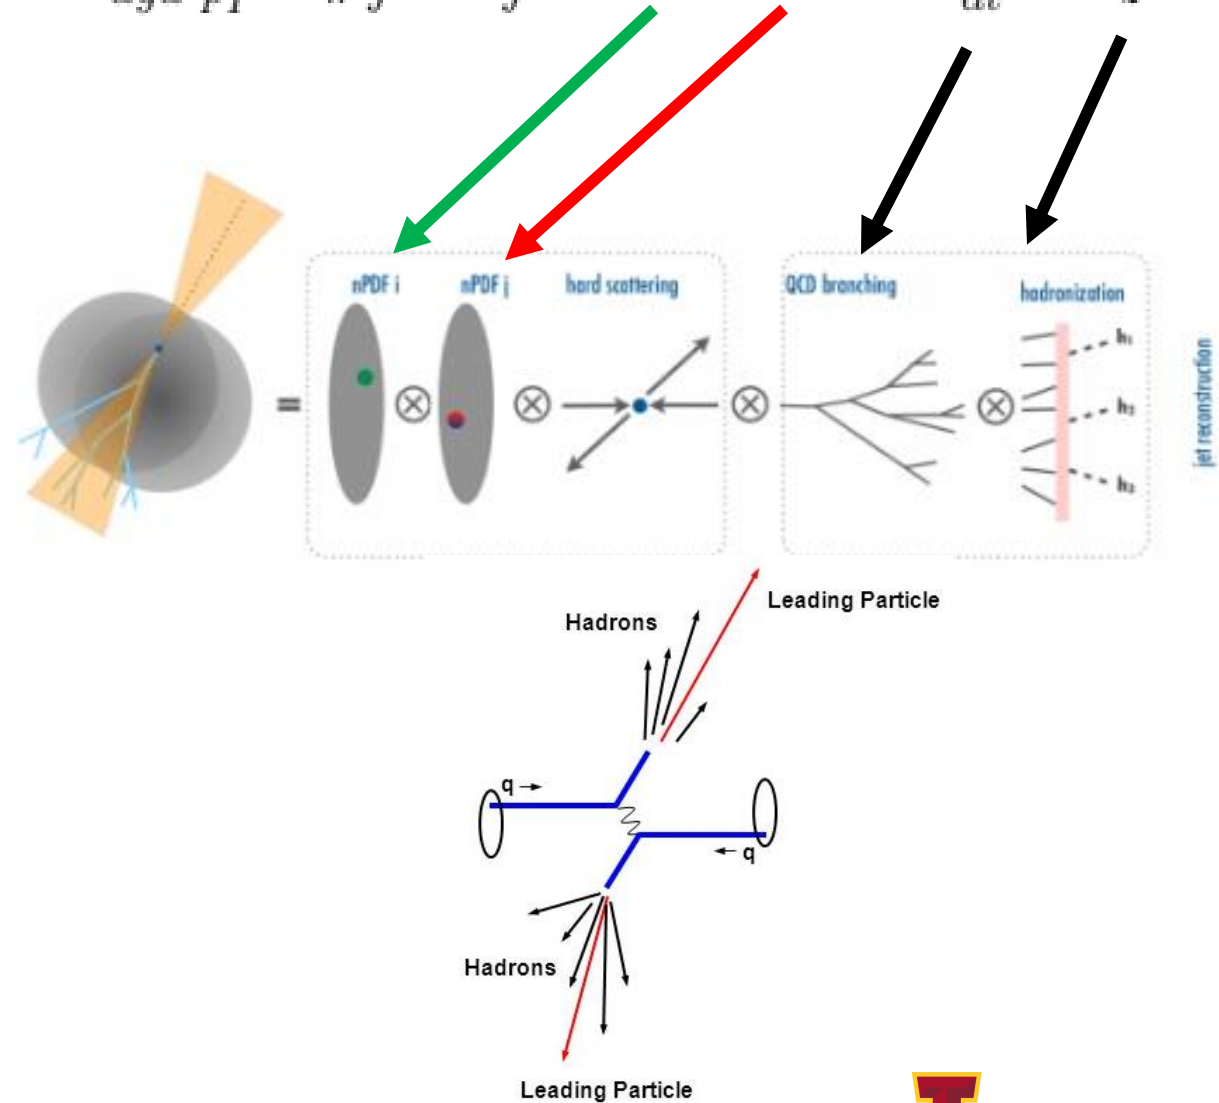 nPDF i
nPDF j
hard scattering
QCD branching
hadronization
=
h₁
h₂
h₃
jet reconstruction
Leading Particle
Hadrons
q
q
Hadrons
Leading Particle